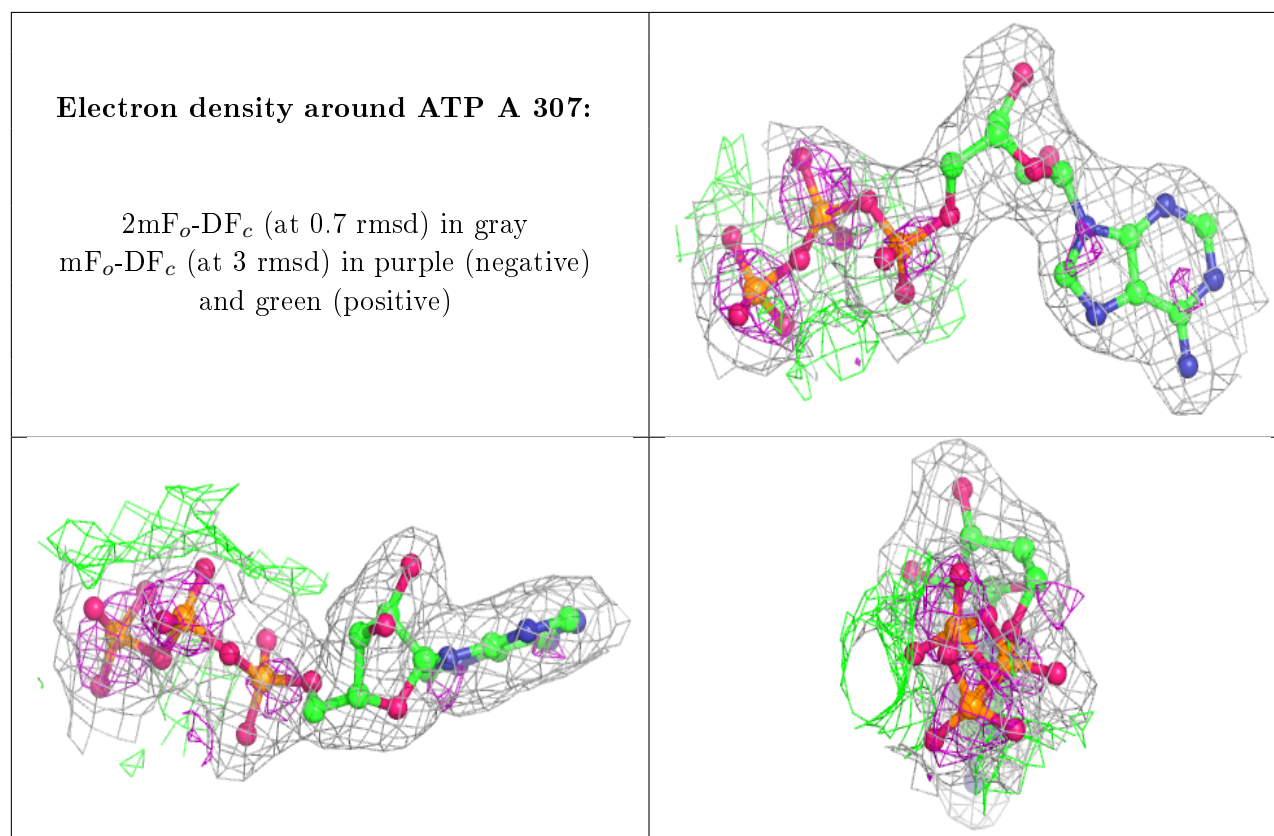 Electron density around ATP A 307:
2mFₒ-DF𝑐 (at 0.7 rmsd) in gray
mFₒ-DF𝑐 (at 3 rmsd) in purple (negative)
and green (positive)